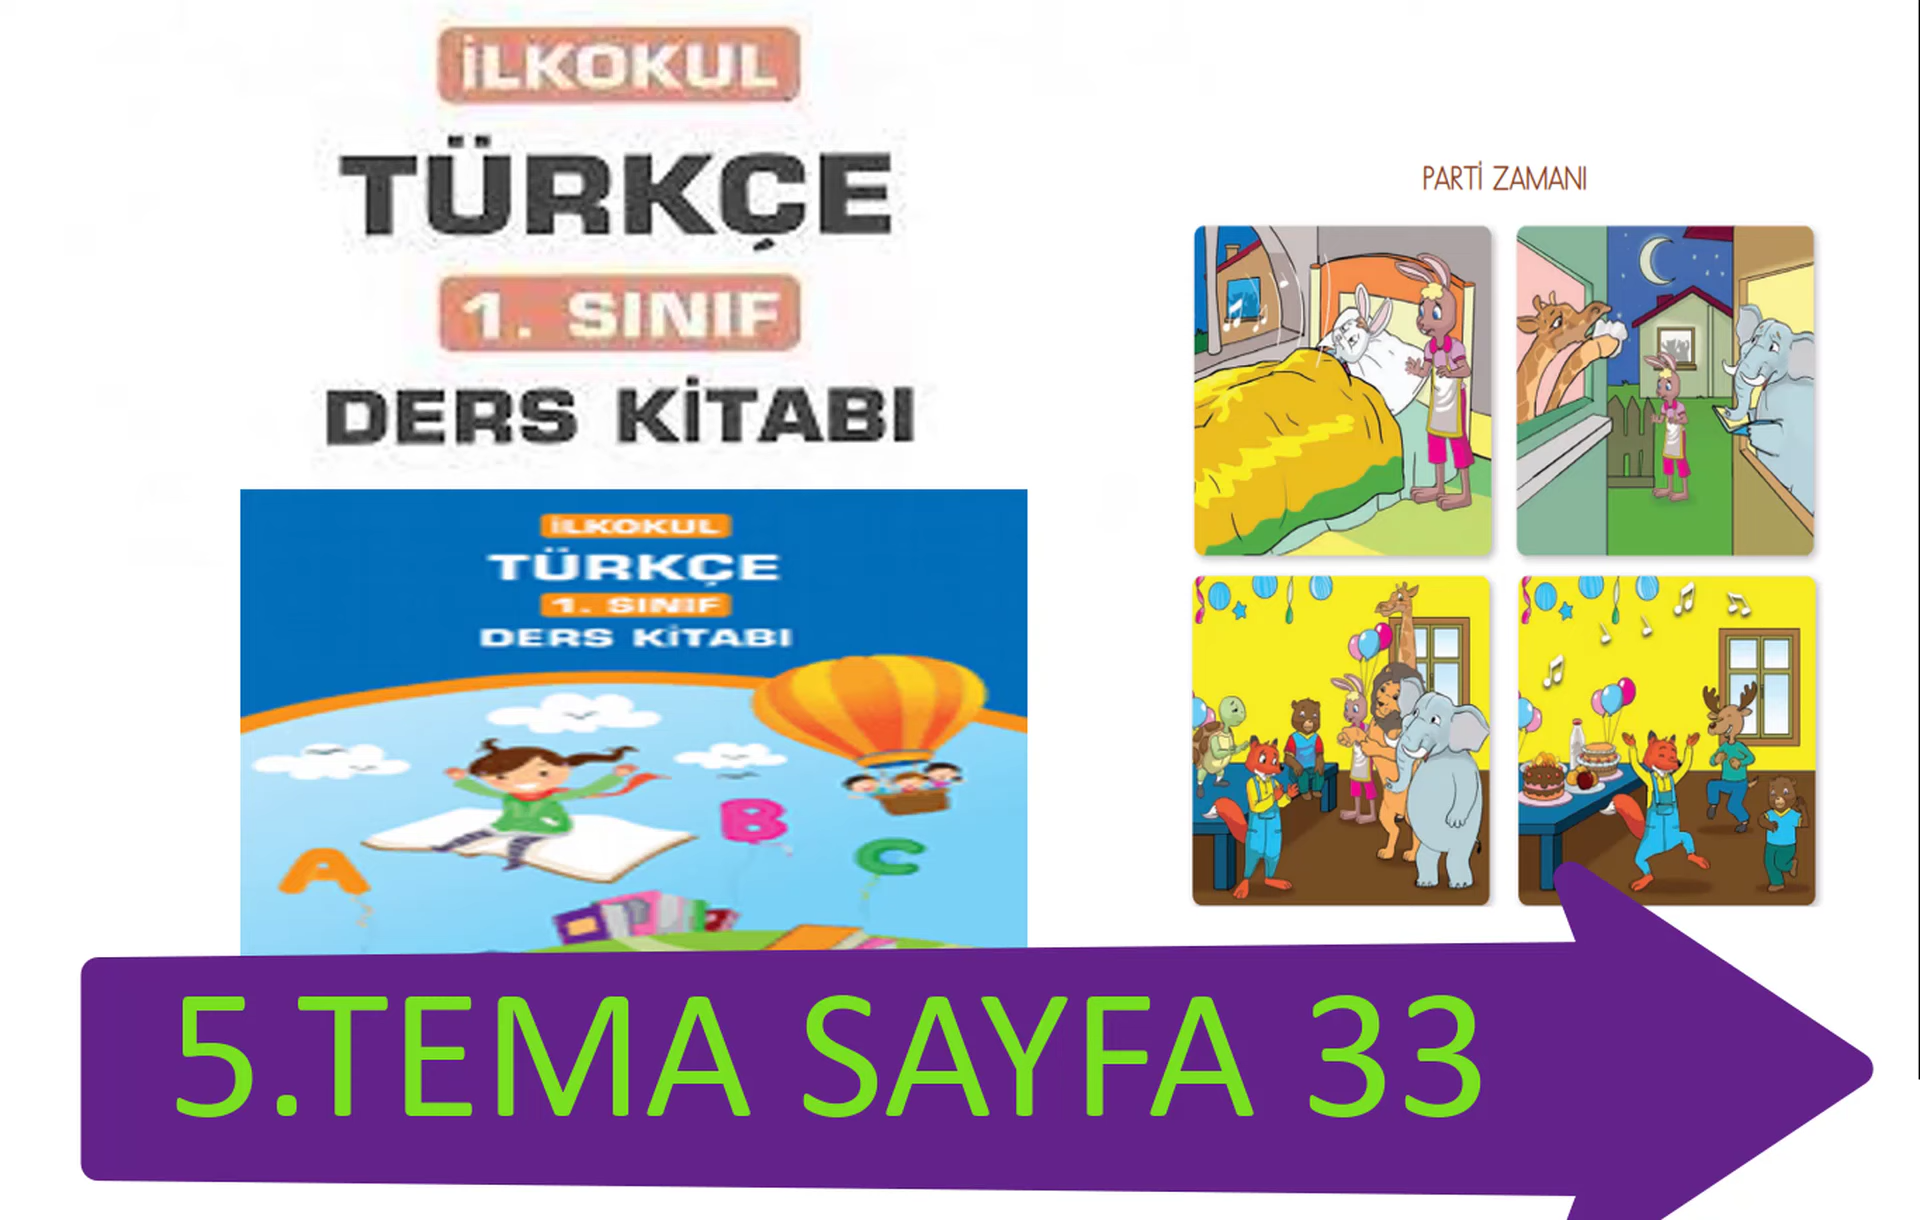 İLKOKUL
TÜRKÇE
1. SINIF
DERS KİTABI
İLKOKUL
TÜRKÇE
1. SINIF
DERS KİTABI
A
B
C
PARTİ ZAMANI
5.TEMA SAYFA 33